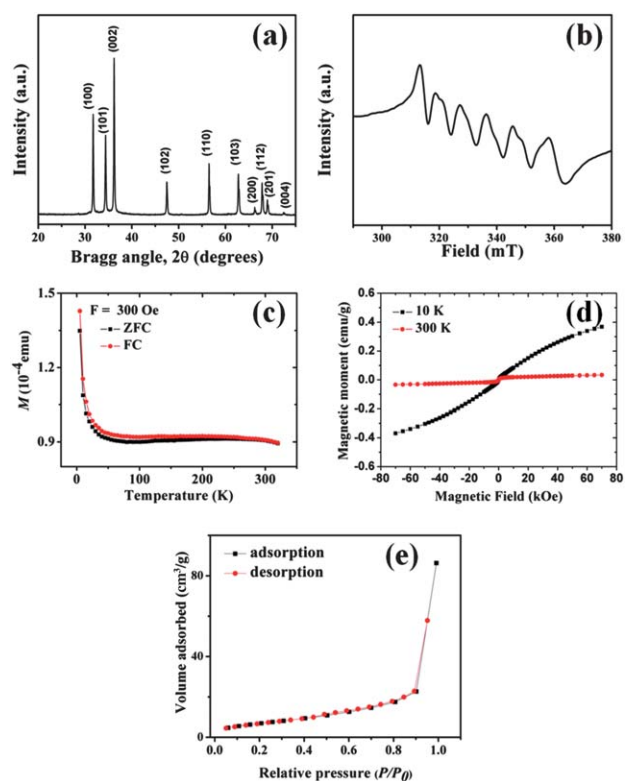 (a)
Intensity (a.u.)
(100)
(101)
(002)
(102)
(110)
(103)
(200)
(112)
(201)
(004)
20 30 40 50 60 70
Bragg angle, 2θ (degrees)
(b)
Intensity (a.u.)
300 320 340 360 380
Field (mT)
(c)
F = 300 Oe
ZFC
FC
M (10⁻⁴emu)
1.5
1.2
0.9
0.6
0 100 200 300
Temperature (K)
(d)
10 K
300 K
Magnetic moment (emu/g)
0.6
0.4
0.2
0.0
-0.2
-0.4
-0.6
-80 -60 -40 -20 0 20 40 60 80
Magnetic Field (kOe)
(e)
adsorption
desorption
Volume adsorbed (cm³/g)
80
40
0
0.0 0.2 0.4 0.6 0.8 1.0
Relative pressure (P/P₀)